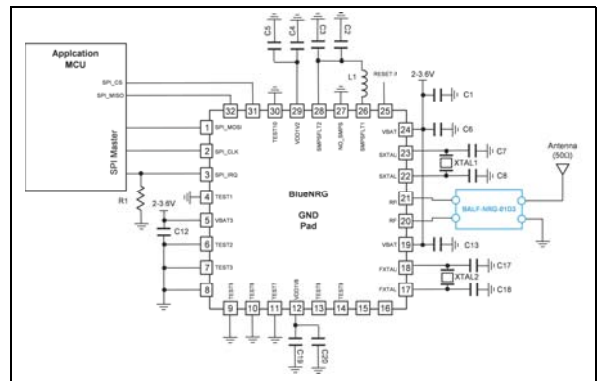 Application
MCU
SPI_CS
SPI_MISO
SPI Master
R1
C5
C4
C3
C2
L1
RESETN
2-3.6V
C1
32
31
30
29
28
27
26
25
TEST10
NO_SMPS
SMPSFLT1
1
SPI_MOSI
2
SPI_CLK
3
SPI_IRQ
4
TEST1
2-3.6V
5
VBAT3
C12
6
TEST2
7
TEST3
8
BlueNRG
GND
Pad
VBAT
24
C6
SXTAL
23
C7
XTAL1
SXTAL
22
C8
RF
21
RF
20
Antenna
(50Ω)
BALF-NRG-01D3
VBAT
19
C13
FXTAL
18
C17
XTAL2
FXTAL
17
C18
9
10
11
12
13
14
15
16
C19
C20